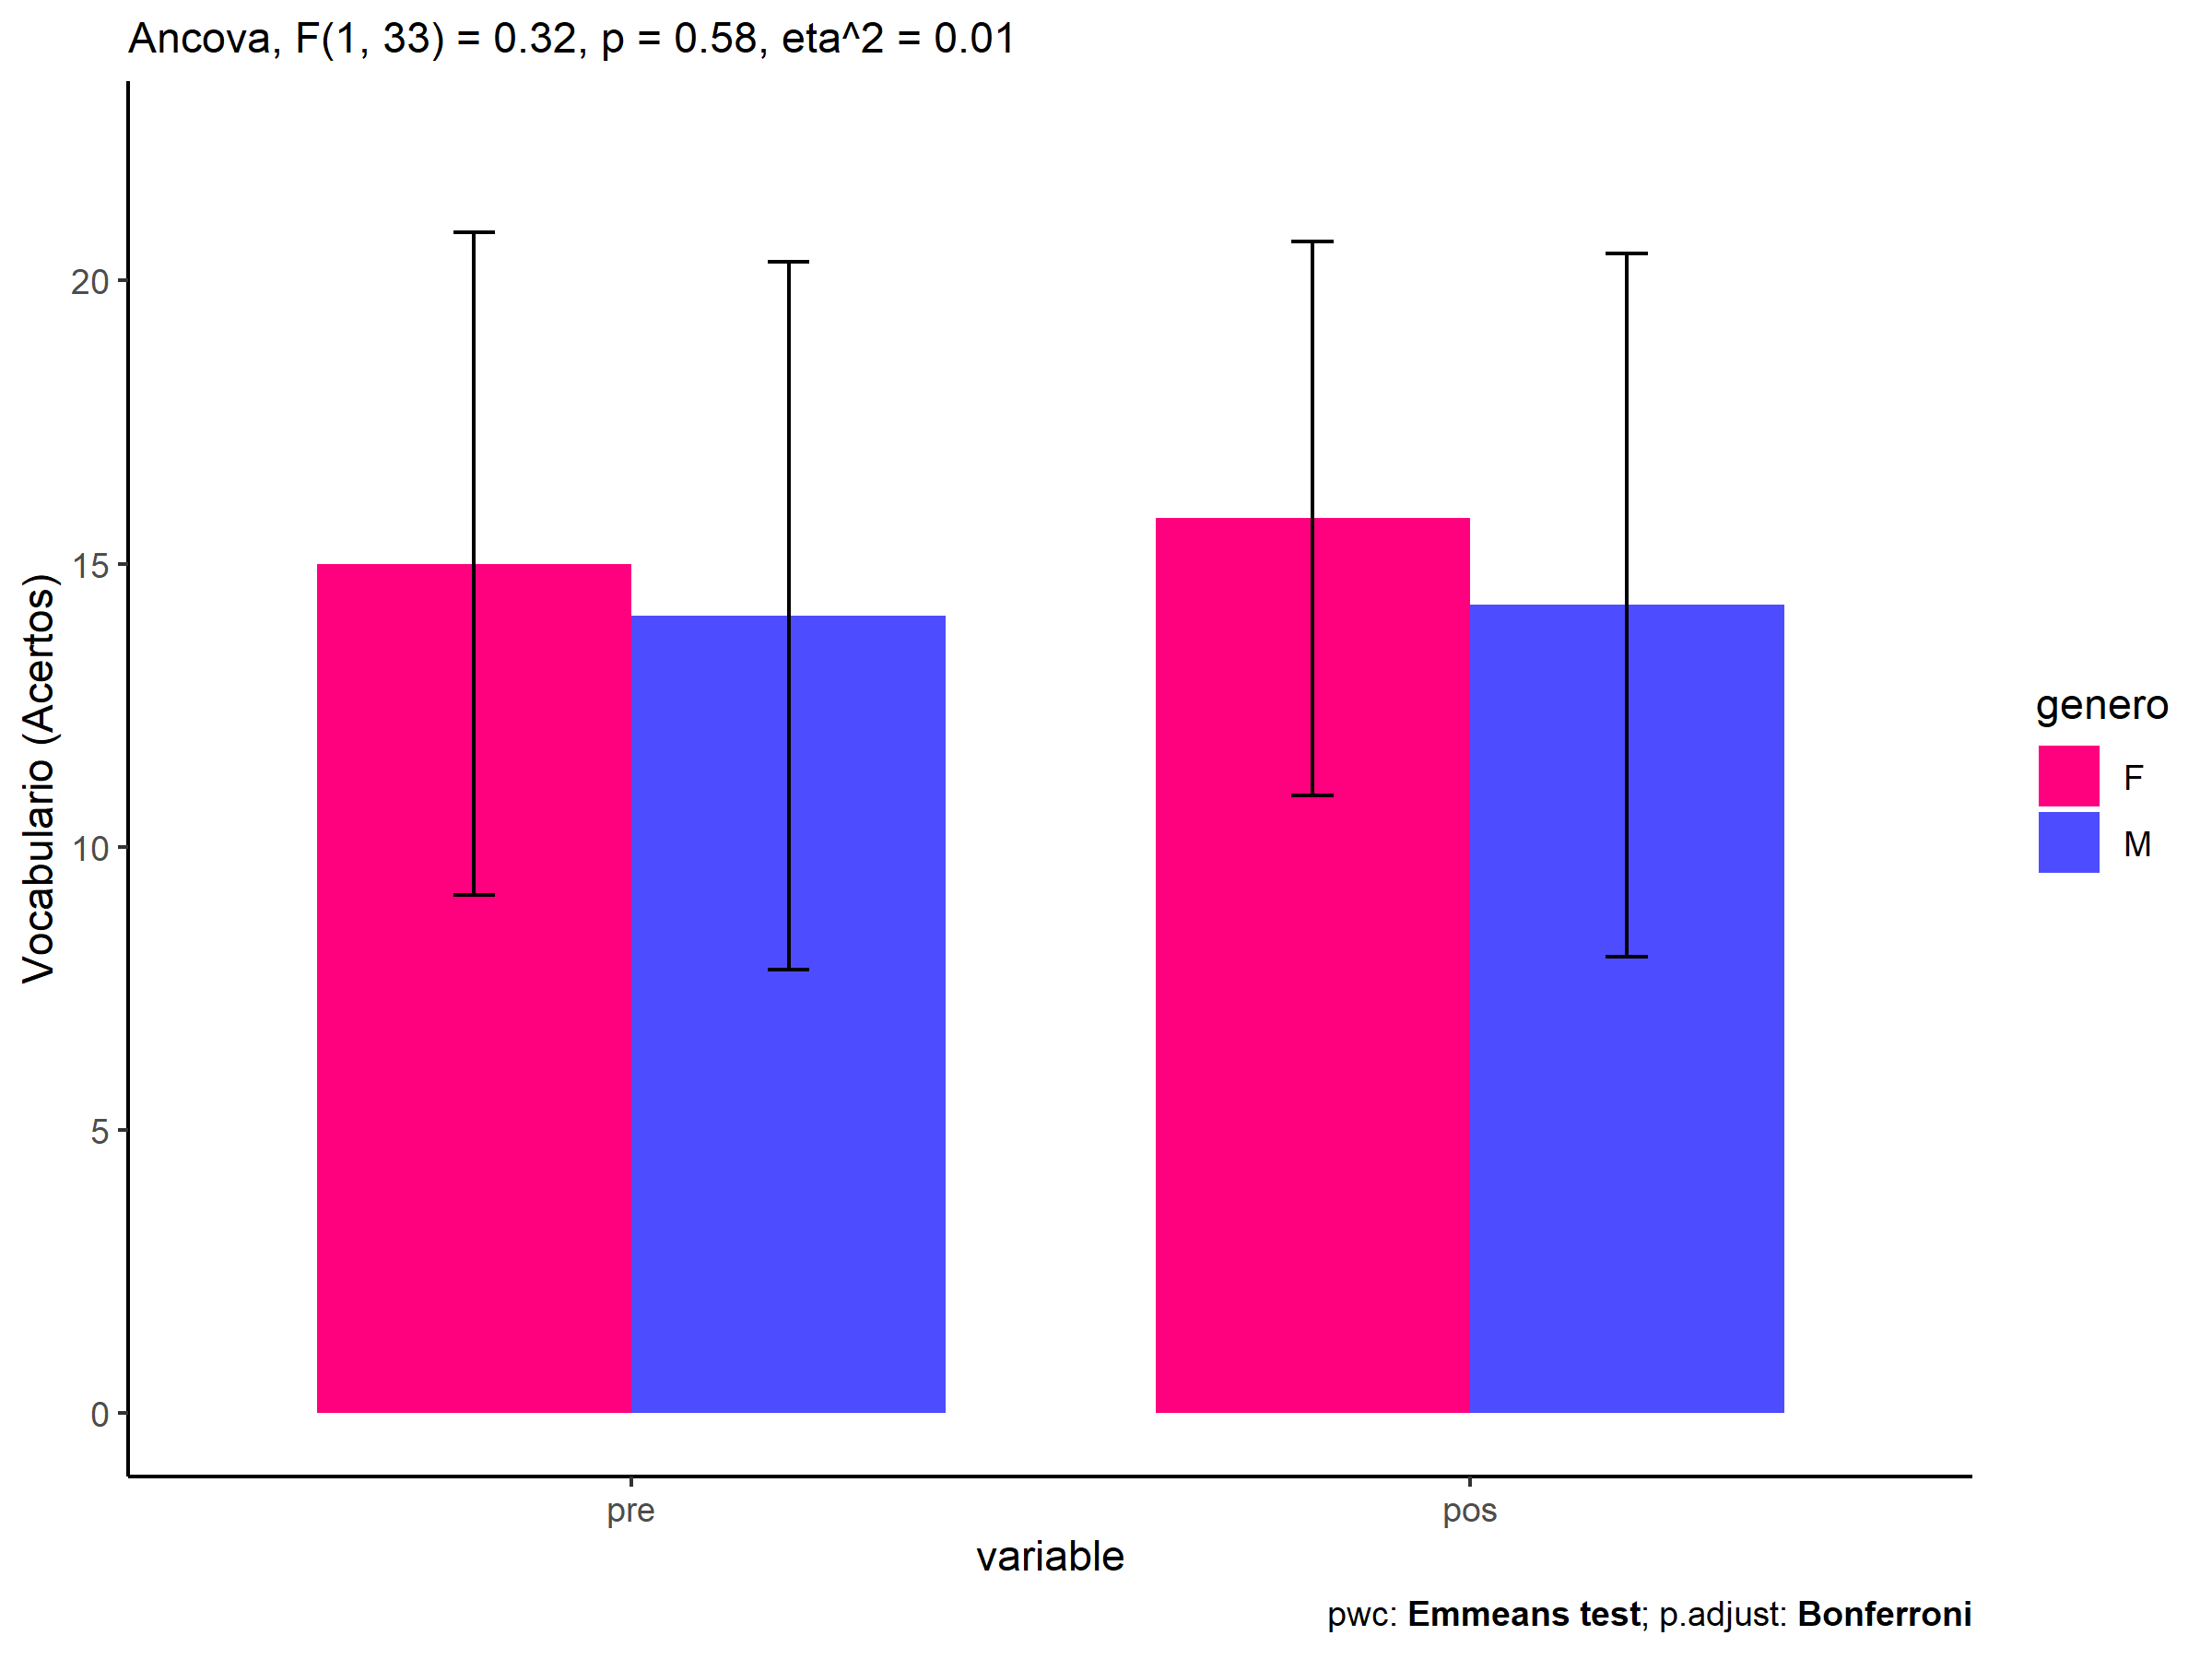 Ancova, F(1, 33) = 0.32, p = 0.58, eta^2 = 0.01
Vocabulario (Acertos)
20
15
10
5
0
pre
pos
variable
genero
F
M
pwc: Emmeans test; p.adjust: Bonferroni